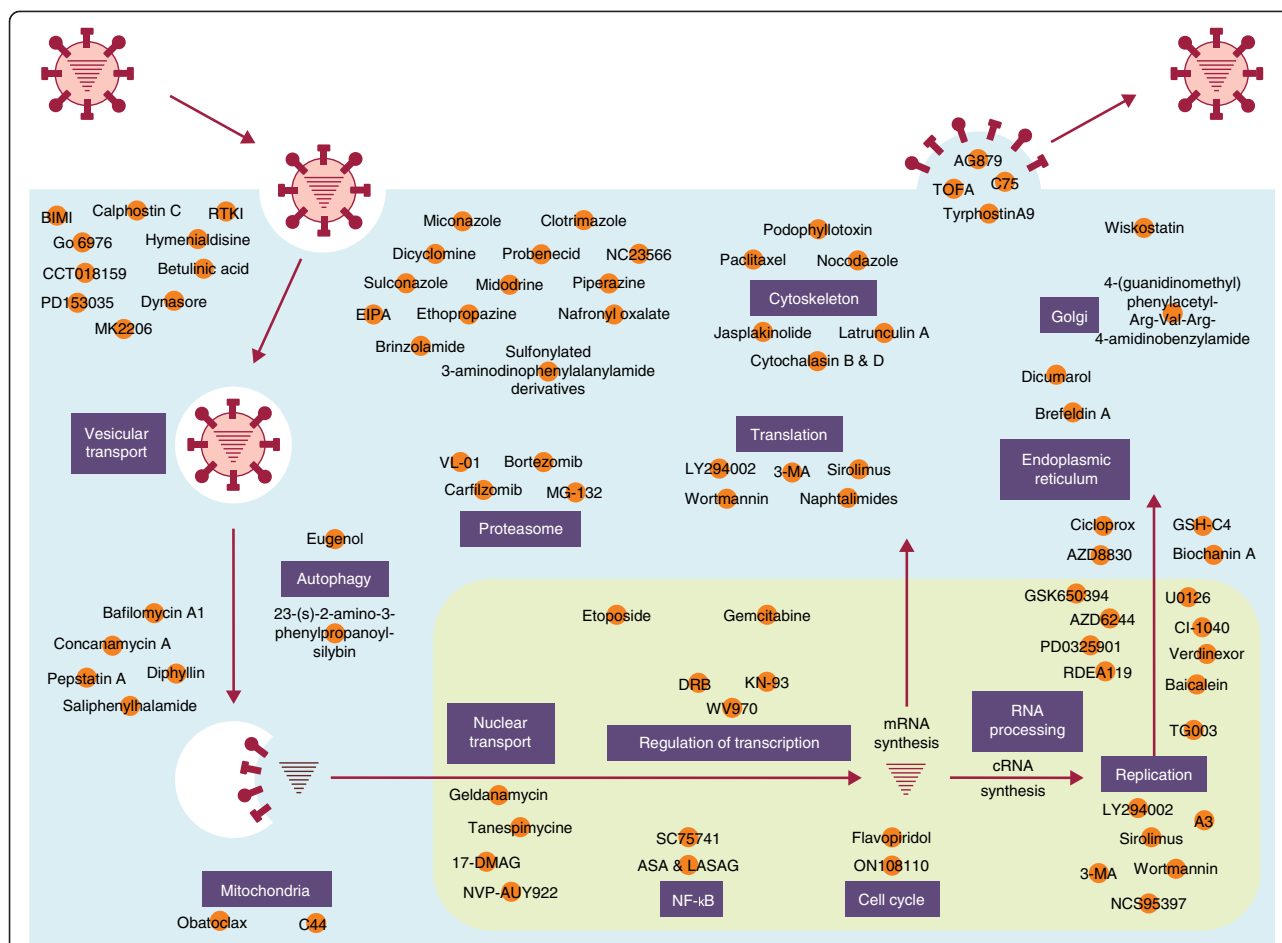 AG879
TOFA
C75
TyrphostinA9
BIMI
Calphostin C
RTKI
Go 6976
Hymenialdisine
CCT018159
Betulinic acid
PD153035
Dynasore
MK2206
Miconazole
Clotrimazole
Dicyclomine
Probenecid
NC23566
Sulconazole
Midodrine
Piperazine
EIPA
Ethopropazine
Nafronyl oxalate
Brinzolamide
Sulfonylated
3-aminodinophenylalanylamide
derivatives
Podophyllotoxin
Paclitaxel
Nocodazole
Cytoskeleton
Jasplakinolide
Latrunculin A
Cytochalasin B & D
Wiskostatin
Golgi
4-(guanidinomethyl)
phenylacetyl-
Arg-Val-Arg-
4-amidinobenzylamide
Dicumarol
Brefeldin A
Vesicular
transport
VL-01
Bortezomib
Carfilzomib
MG-132
Proteasome
Translation
LY294002
3-MA
Sirolimus
Wortmannin
Naphtalimides
Endoplasmic
reticulum
Cicloprox
GSH-C4
AZD8830
Biochanin A
Eugenol
Autophagy
23-(s)-2-amino-3-
phenylpropanoyl-
silybin
Bafilomycin A1
Concanamycin A
Pepstatin A
Diphyllin
Saliphenylhalamide
Etoposide
Gemcitabine
DRB
KN-93
WV970
GSK650394
U0126
AZD6244
CI-1040
PD0325901
Verdinexor
RDEA119
Baicalein
TG003
Nuclear
transport
Regulation of transcription
mRNA
synthesis
RNA
processing
cRNA
synthesis
Replication
Geldanamycin
Tanespimycine
17-DMAG
NVP-AUY922
SC75741
ASA & LASAG
NF-κB
Flavopiridol
ON108110
Cell cycle
LY294002
A3
Sirolimus
3-MA
Wortmannin
NCS95397
Mitochondria
Obatoclax
C44